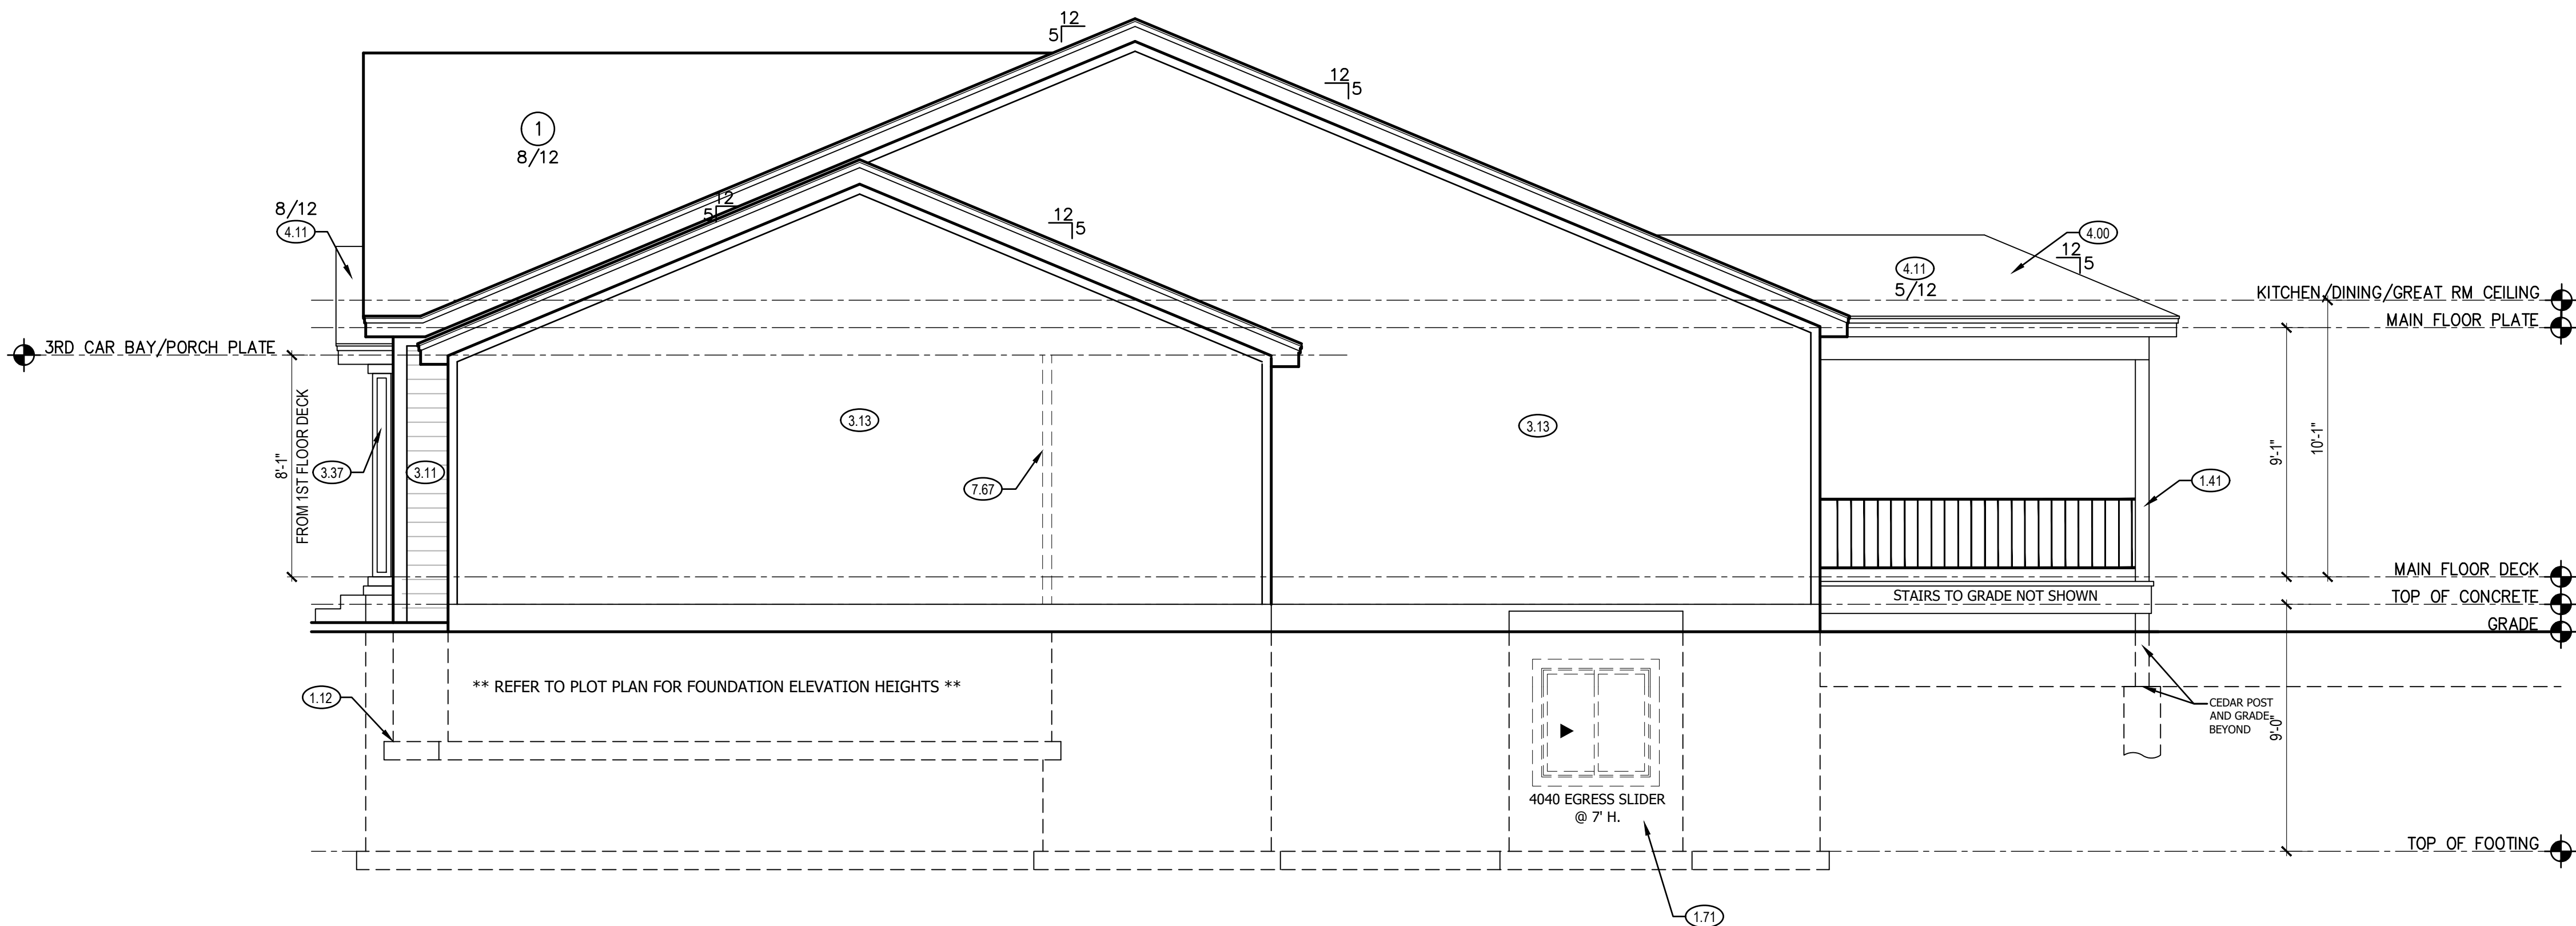 12
5
12
5
1
8/12
12
5
12
5
8/12
4.11
4.00
12
5
4.11
5/12
KITCHEN/DINING/GREAT RM CEILING
MAIN FLOOR PLATE
3RD CAR BAY/PORCH PLATE
8'-1"
FROM 1ST FLOOR DECK
3.37
3.11
3.13
7.67
3.13
1.41
9'-1"
10'-1"
MAIN FLOOR DECK
STAIRS TO GRADE NOT SHOWN
TOP OF CONCRETE
GRADE
1.12
** REFER TO PLOT PLAN FOR FOUNDATION ELEVATION HEIGHTS **
CEDAR POST
AND GRADE
BEYOND
9'-0"
4040 EGRESS SLIDER
@ 7' H.
TOP OF FOOTING
1.71